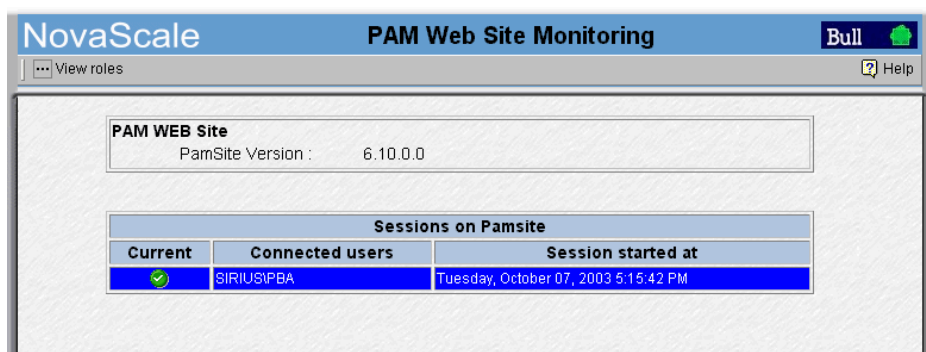 NovaScale PAM Web Site Monitoring Bull
View roles Help
PAM WEB Site
PamSite Version : 6.10.0.0
Sessions on Pamsite
Current Connected users Session started at
SIRIUS\PBA Tuesday, October 07, 2003 5:15:42 PM